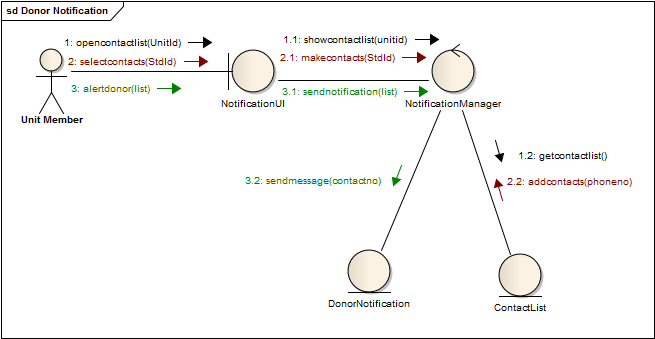 sd Donor Notification
1: opencontactlist(UnitId)
2: selectcontacts(StdId)
3: alertdonor(list)
Unit Member
1.1: showcontactlist(unitid)
2.1: makecontacts(StdId)
3.1: sendnotification(list)
NotificationUI
NotificationManager
1.2: getcontactlist()
2.2: addcontacts(phoneno)
3.2: sendmessage(contactno)
DonorNotification
ContactList